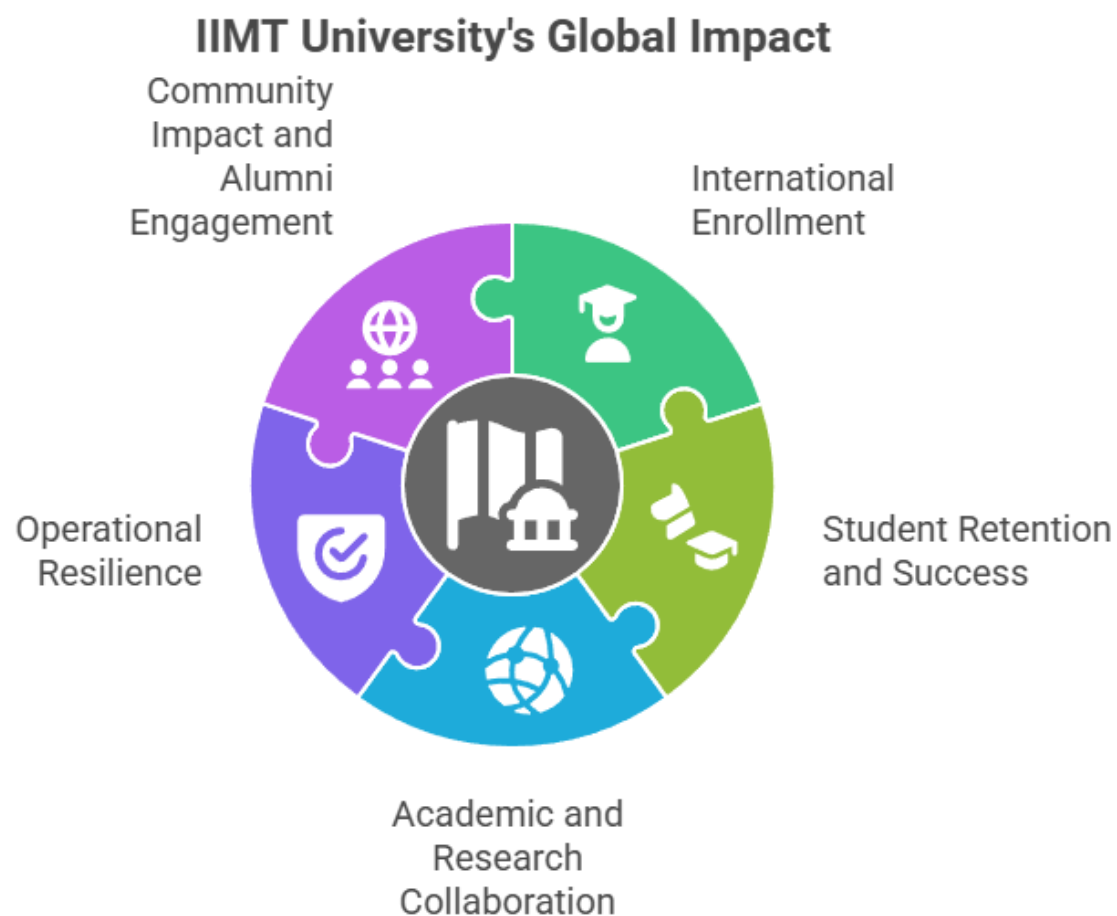 IIMT University's Global Impact
Community
Impact and
Alumni
Engagement
International
Enrollment
Operational
Resilience
Student Retention
and Success
Academic and
Research
Collaboration